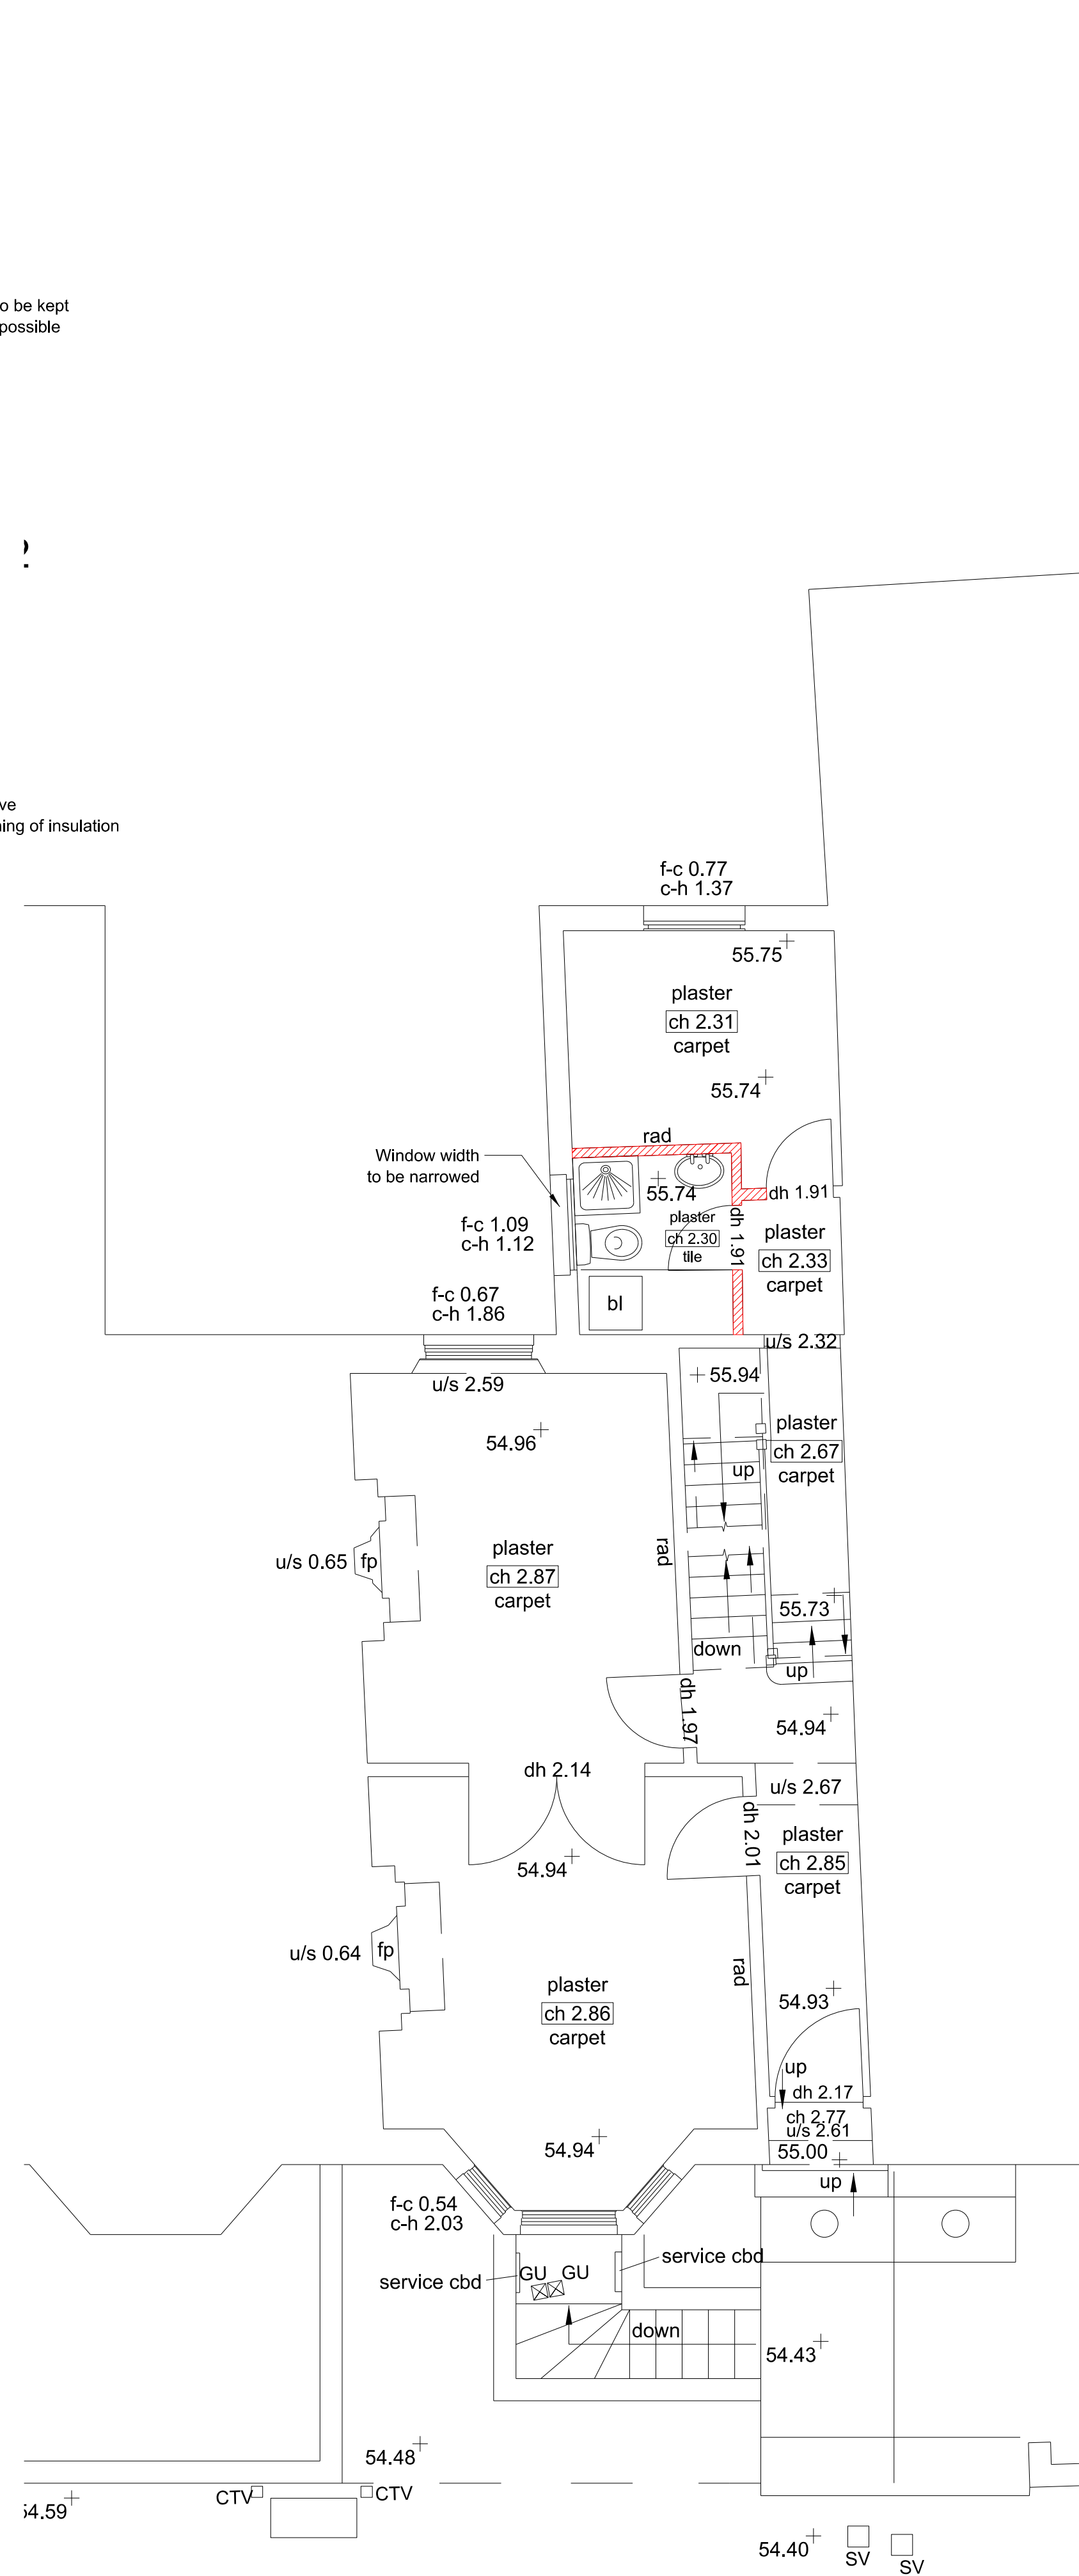 o be kept
possible
2
ve
ning of insulation
f-c 0.77
c-h 1.37
55.75
plaster
ch 2.31
carpet
55.74
rad
Window width
to be narrowed
55.74
dh 1.91
plaster
ch 2.30
tile
dh 1.91
plaster
ch 2.33
carpet
f-c 1.09
c-h 1.12
f-c 0.67
c-h 1.86
bl
u/s 2.32
u/s 2.59
55.94
54.96
plaster
ch 2.67
carpet
up
u/s 0.65
fp
plaster
ch 2.87
carpet
rad
55.73
down
up
dh 1.97
54.94
dh 2.14
u/s 2.67
dh 2.01
plaster
ch 2.85
carpet
54.94
u/s 0.64
fp
rad
plaster
ch 2.86
carpet
54.93
up
dh 2.17
ch 2.77
u/s 2.61
54.94
55.00
up
f-c 0.54
c-h 2.03
service cbd
service cbd
GU
GU
down
54.43
54.48
CTV
CTV
54.59
54.40
SV
SV